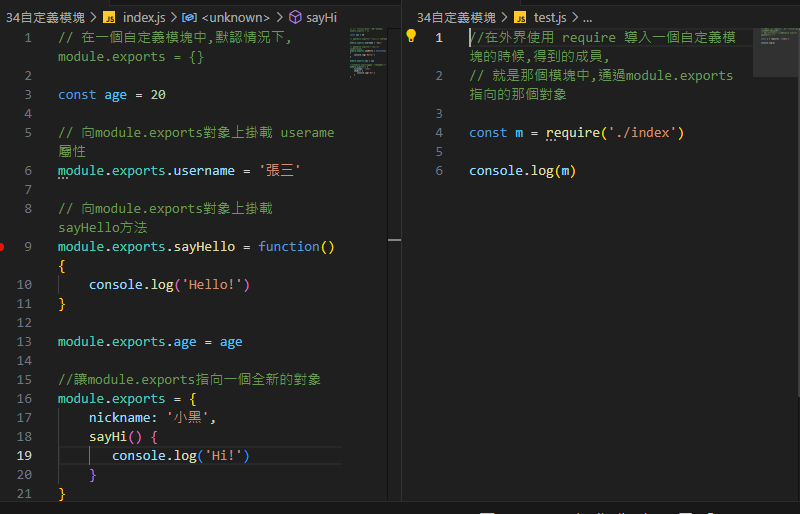 34自定義模塊 > JS index.js > <unknown> > sayHi
1 // 在一個自定義模塊中,默認情況下,
module.exports = {}
2
3 const age = 20
4
5 // 向module.exports對象上掛載 userame
屬性
6 module.exports.username = '張三'
7
8 // 向module.exports對象上掛載
sayHello方法
9 module.exports.sayHello = function()
{
10 console.log('Hello!')
11 }
12
13 module.exports.age = age
14
15 //讓module.exports指向一個全新的對象
16 module.exports = {
17 nickname: '小黑',
18 sayHi() {
19 console.log('Hi!')
20 }
21 }
34自定義模塊 > JS test.js > ...
1 //在外界使用 require 導入一個自定義模
塊的時候,得到的成員,
2 // 就是那個模塊中,通過module.exports
指向的那個對象
3
4 const m = require('./index')
5
6 console.log(m)